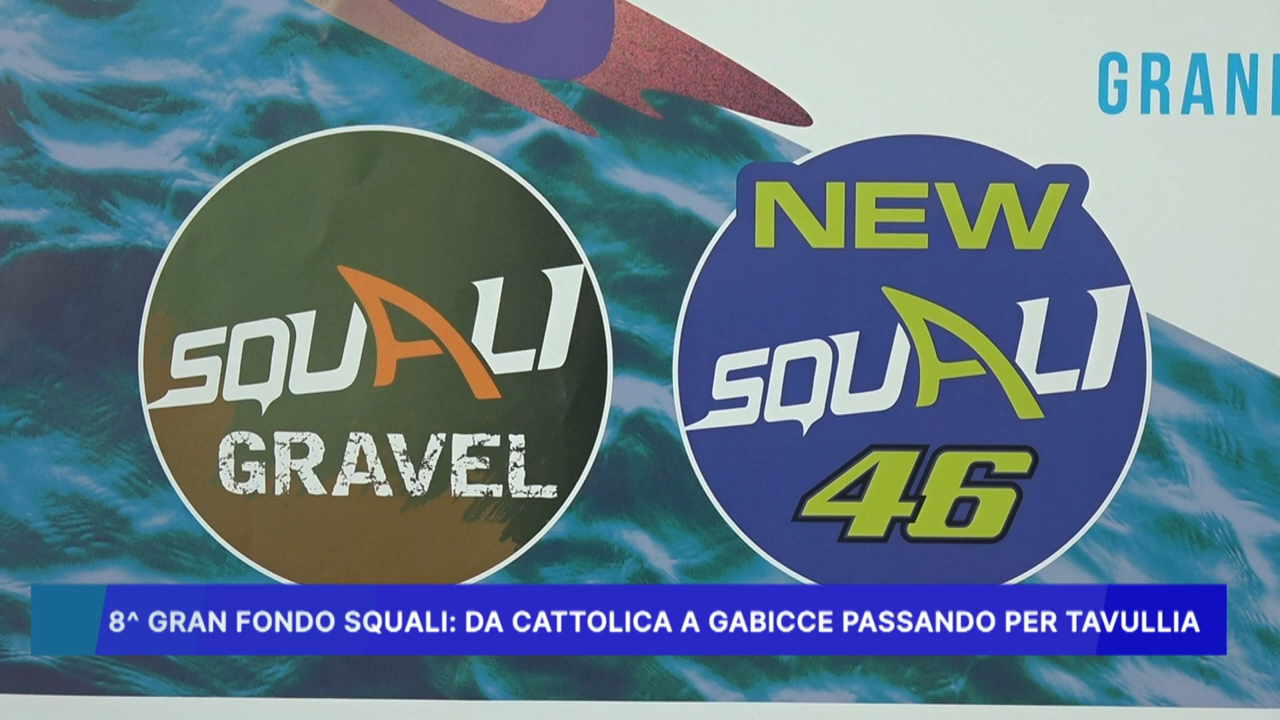 GRAN
SQUALI
GRAVEL
NEW
SQUALI
46
8^ GRAN FONDO SQUALI: DA CATTOLICA A GABICCE PASSANDO PER TAVULLIA